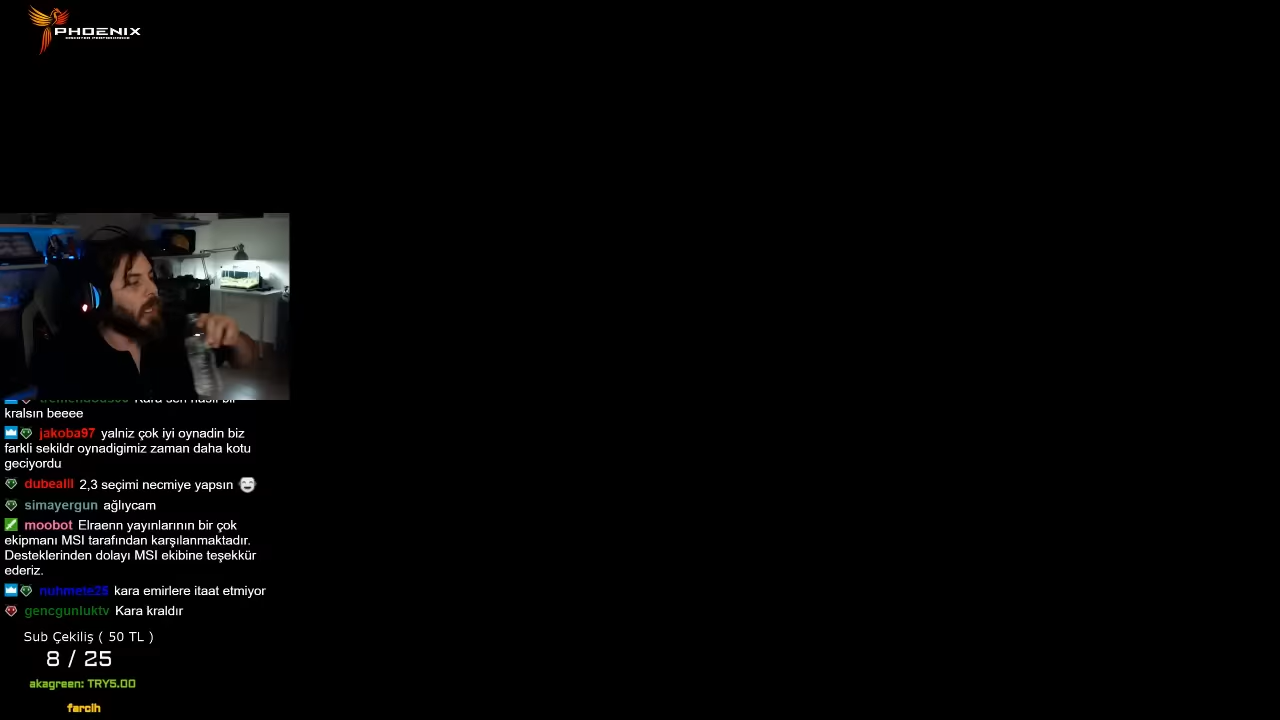 PHOENIX
kralsın beeee
jakoba97 yalniz çok iyi oynadin biz
farkli sekildr oynadigimiz zaman daha kotu
geciyordu
dubealll 2,3 seçimi necmiye yapsın
simayergun ağlıycam
moobot Elraenn yayınlarının bir çok
ekipmanı MSI tarafından karşılanmaktadır.
Desteklerinden dolayı MSI ekibine teşekkür
ederiz.
nuhmete25 kara emirlere itaat etmiyor
gencgunluktv Kara kraldır
Sub Çekiliş ( 50 TL )
8 / 25
akagreen: TRY5.00
farcih